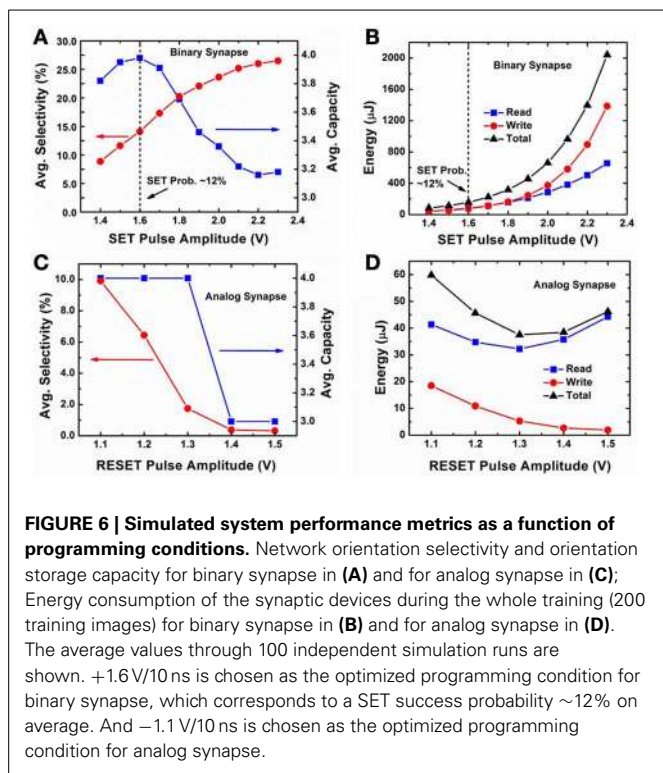 A
30.0
25.0
20.0
15.0
10.0
5.0
0.0
Avg. Selectivity (%)
Binary Synapse
SET Prob. ~12%
4.0
3.8
3.6
3.4
3.2
3.0
Avg. Capacity
1.4 1.6 1.8 2.0 2.2 2.4
SET Pulse Amplitude (V)
B
2000
1600
1200
800
400
0
Energy (µJ)
Binary Synapse
Read
Write
Total
SET Prob.
~12%
1.4 1.6 1.8 2.0 2.2 2.4
SET Pulse Amplitude (V)
C
10.0
8.0
6.0
4.0
2.0
0.0
Avg. Selectivity (%)
Analog Synapse
4.0
3.8
3.6
3.4
3.2
3.0
Avg. Capacity
1.1 1.2 1.3 1.4 1.5
RESET Pulse Amplitude (V)
D
60
50
40
30
20
10
0
Energy (µJ)
Analog Synapse
Read
Write
Total
1.1 1.2 1.3 1.4 1.5
RESET Pulse Amplitude (V)
FIGURE 6 | Simulated system performance metrics as a function of
programming conditions. Network orientation selectivity and orientation
storage capacity for binary synapse in (A) and for analog synapse in (C);
Energy consumption of the synaptic devices during the whole training (200
training images) for binary synapse in (B) and for analog synapse in (D).
The average values through 100 independent simulation runs are
shown. +1.6 V/10 ns is chosen as the optimized programming condition for
binary synapse, which corresponds to a SET success probability ~12% on
average. And −1.1 V/10 ns is chosen as the optimized programming
condition for analog synapse.